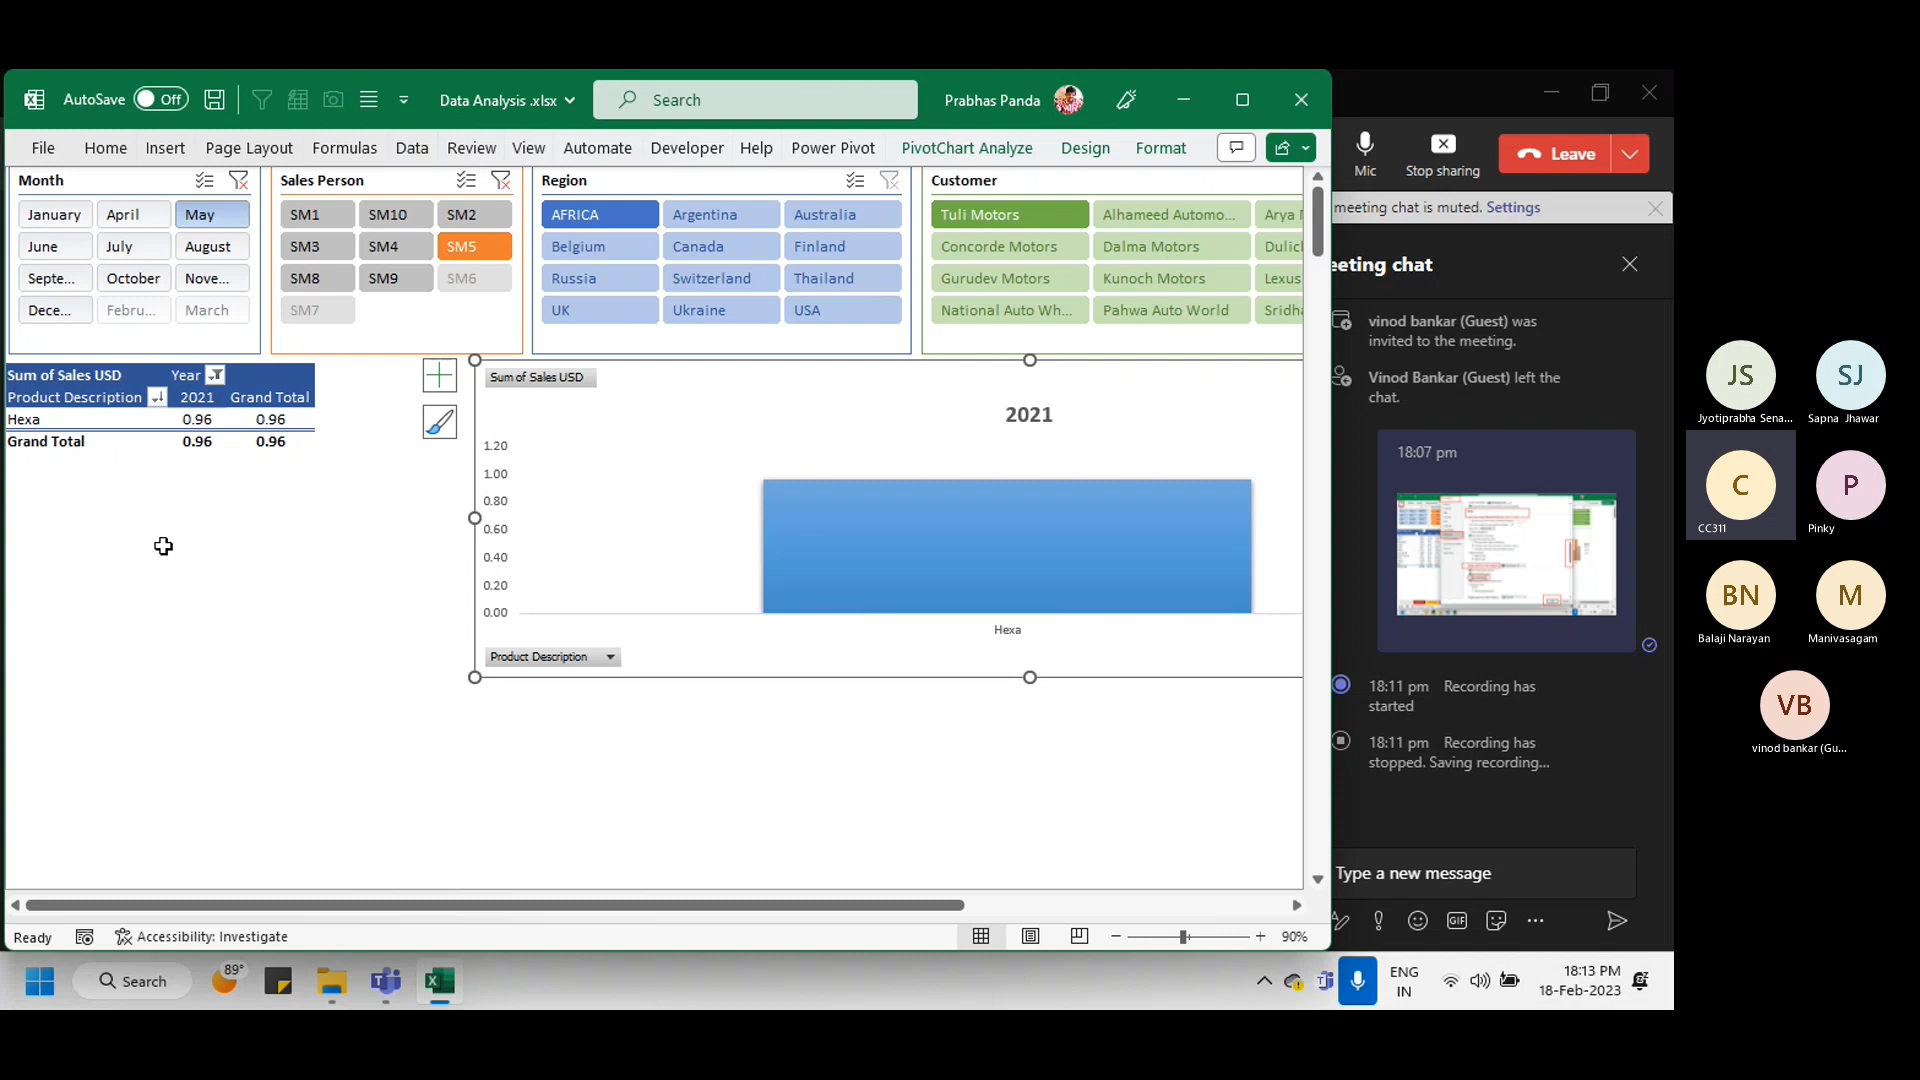 AutoSave Off Data Analysis .xlsx Search Prabhas Panda
File Home Insert Page Layout Formulas Data Review View Automate Developer Help Power Pivot PivotChart Analyze Design Format
Month
January April May
June July August
Septe... October Nove...
Dece... Febru... March
Sales Person
SM1 SM10 SM2
SM3 SM4 SM5
SM8 SM9 SM6
SM7
Region
AFRICA Argentina Australia
Belgium Canada Finland
Russia Switzerland Thailand
UK Ukraine USA
Customer
Tuli Motors Alhameed Automo... Arya
Concorde Motors Dalma Motors Dulic
Gurudev Motors Kunoch Motors Lexus
National Auto Wh... Pahwa Auto World Sridh
Sum of Sales USD Year
Product Description 2021 Grand Total
Hexa 0.96 0.96
Grand Total 0.96 0.96
Sum of Sales USD
2021
1.20
1.00
0.80
0.60
0.40
0.20
0.00
Hexa
Product Description
Ready Accessibility: Investigate 90%
Mic Stop sharing Leave
meeting chat is muted. Settings
eeting chat
vinod bankar (Guest) was
invited to the meeting.
Vinod Bankar (Guest) left the
chat.
18:07 pm
18:11 pm Recording has
started
18:11 pm Recording has
stopped. Saving recording...
Type a new message
GIF
JS
Jyotiprabha Sena...
SJ
Sapna Jhawar
C
CC311
P
Pinky
BN
Balaji Narayan
M
Manivasagam
VB
vinod bankar (Gu...
89°
Search
ENG
IN
18:13 PM
18-Feb-2023